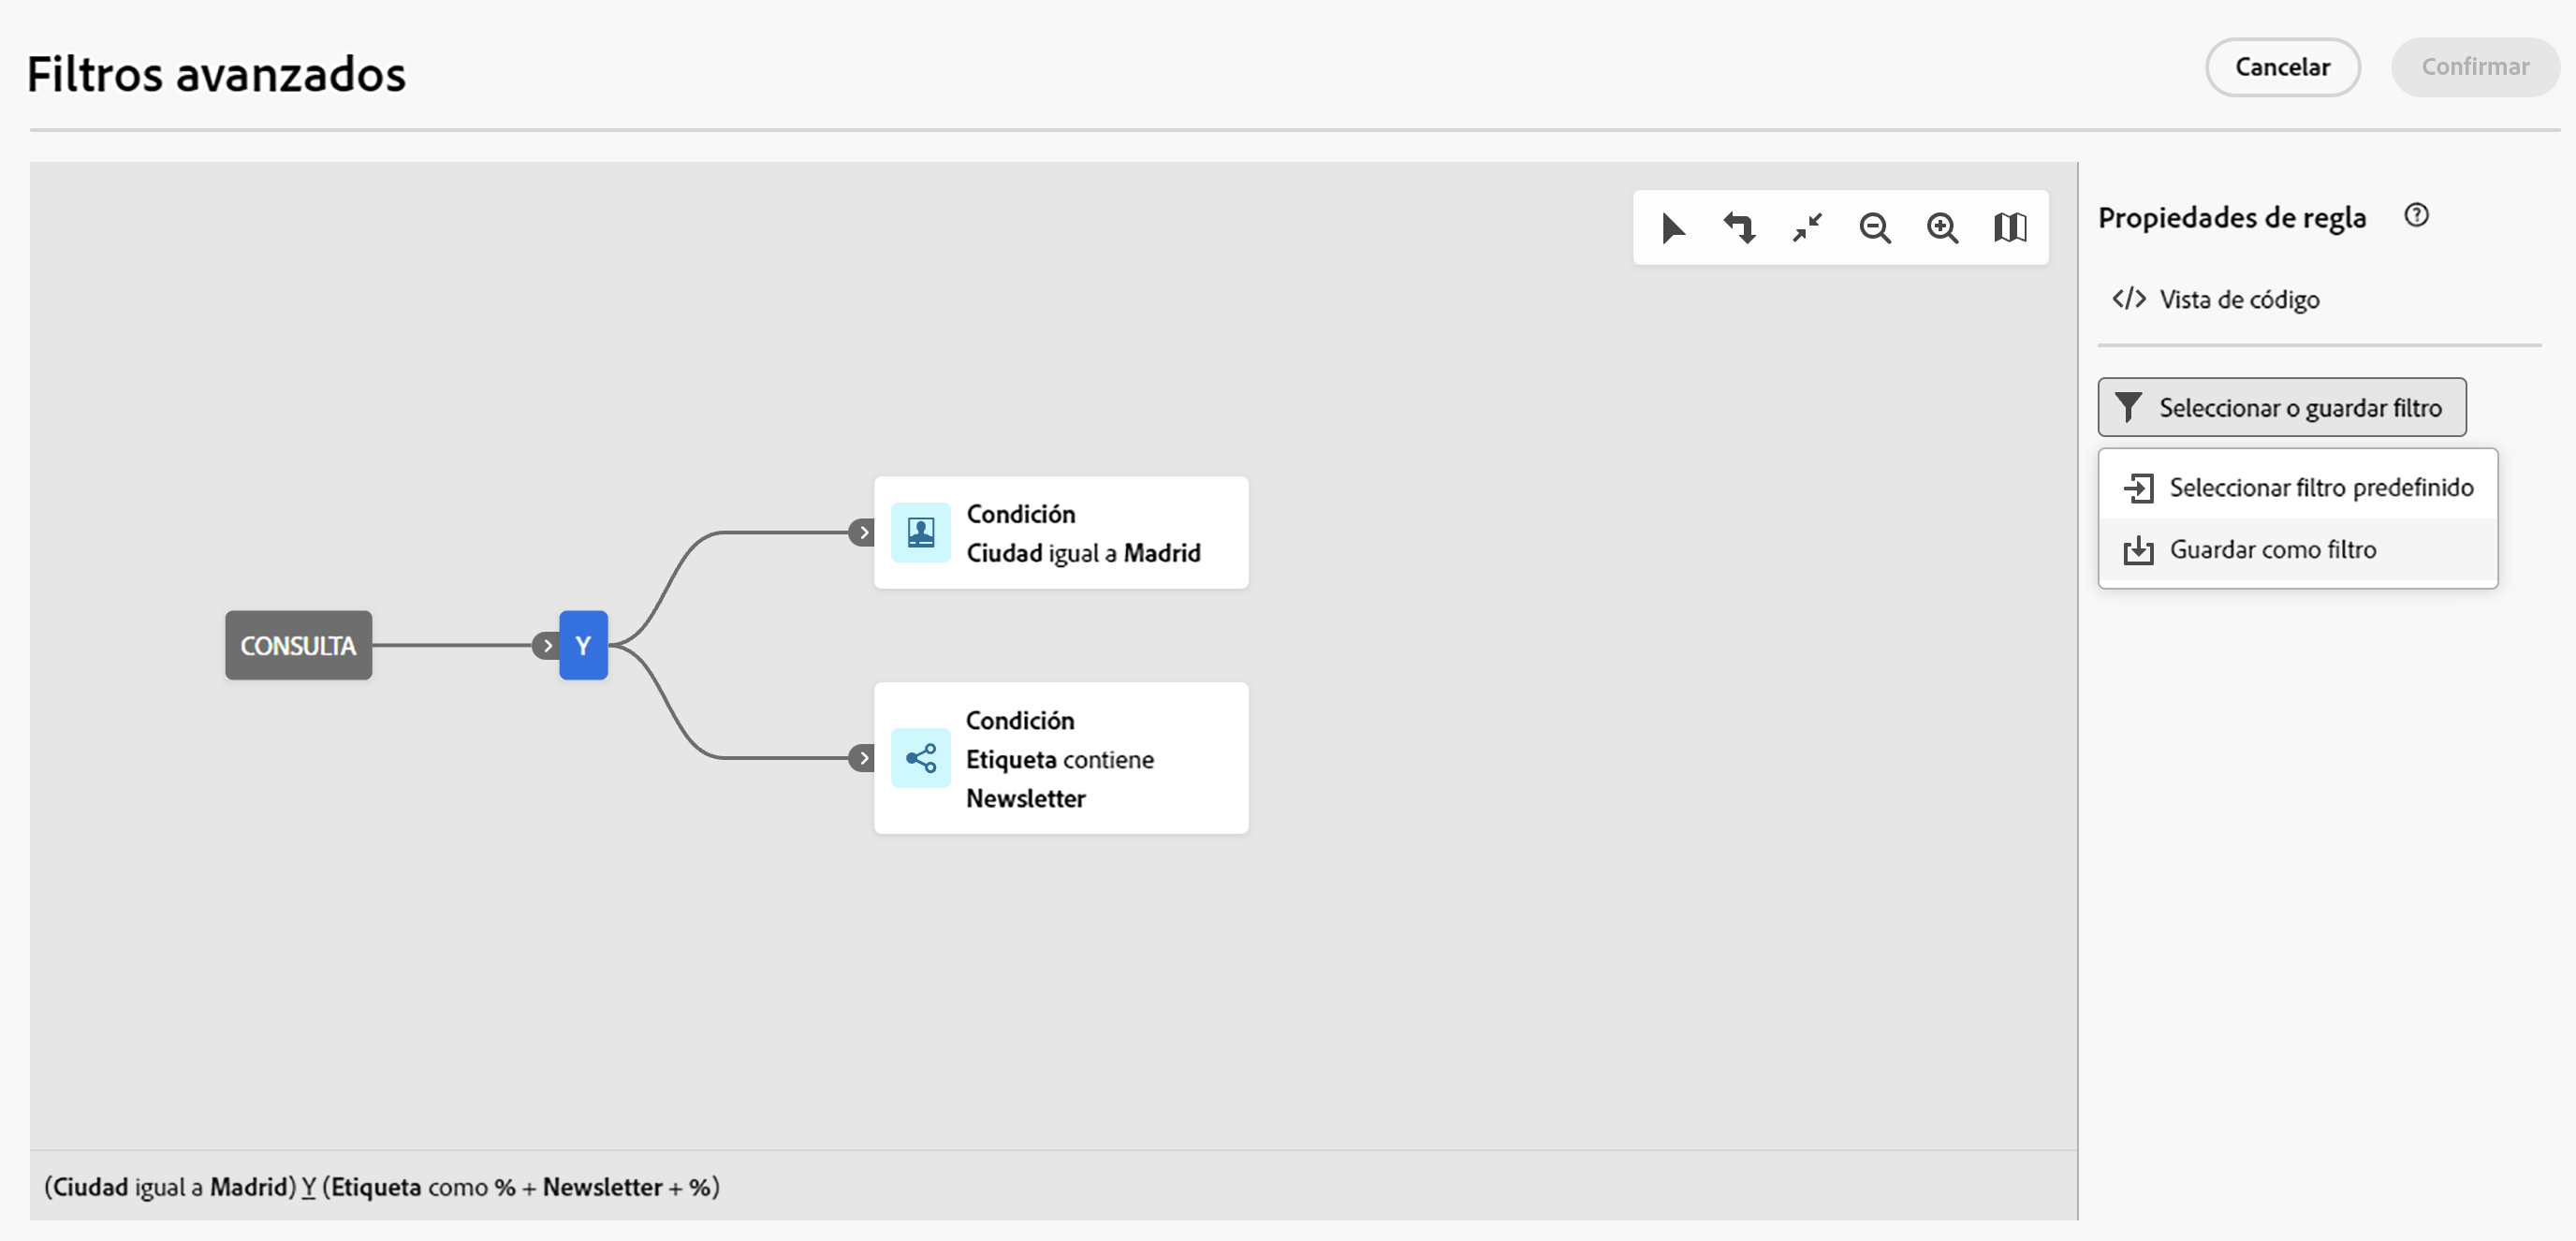 Filtros avanzados
Cancelar
Confirmar
Propiedades de regla
Vista de código
Seleccionar o guardar filtro
Seleccionar filtro predefinido
Guardar como filtro
CONSULTA
Y
Condición
Ciudad igual a Madrid
Condición
Etiqueta contiene
Newsletter
(Ciudad igual a Madrid) Y (Etiqueta como % + Newsletter + %)